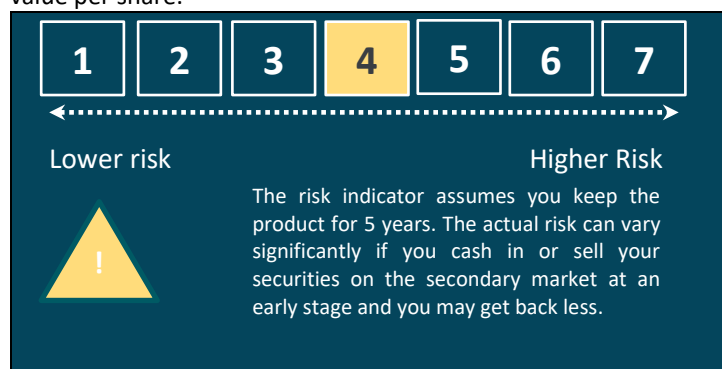 value per share.
1 2 3 4 5 6 7
Lower risk Higher Risk
The risk indicator assumes you keep the
product for 5 years. The actual risk can vary
significantly if you cash in or sell your
securities on the secondary market at an
early stage and you may get back less.
!